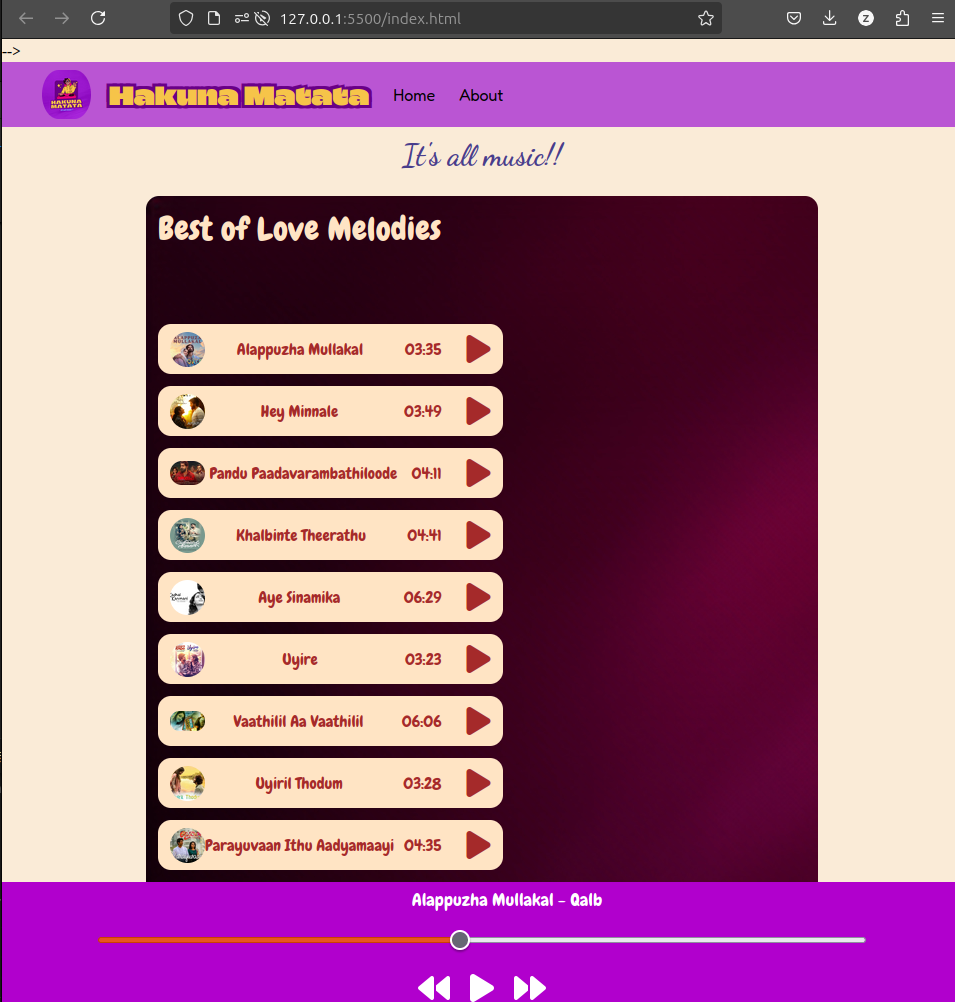 127.0.0.1:5500/index.html
Z
-->
HAKUNA
MATATA
Hakuna Matata
Home
About
It's all music!!
Best of Love Melodies
Alappuzha Mullakal 03:35
Hey Minnale 03:49
Pandu Paadavarambathiloode 04:11
Khalbinte Theerathu 04:41
Aye Sinamika 06:29
Uyire 03:23
Vaathilil Aa Vaathilil 06:06
Uyiril Thodum 03:28
Parayuvaan Ithu Aadyamaayi 04:35
Alappuzha Mullakal - Qalb